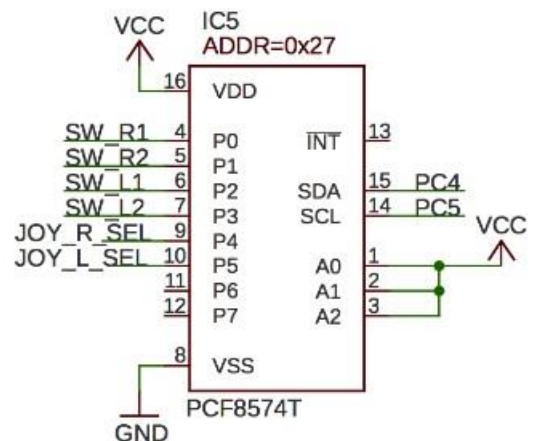 IC5
VCC
ADDR=0x27
16 VDD
SW_R1 4 P0 INT 13
SW_R2 5 P1
SW_L1 6 P2 SDA 15 PC4
SW_L2 7 P3 SCL 14 PC5
JOY_R_SEL 9 P4 VCC
JOY_L_SEL 10 P5 A0 1
11 P6 A1 2
12 P7 A2 3
8 VSS
PCF8574T
GND